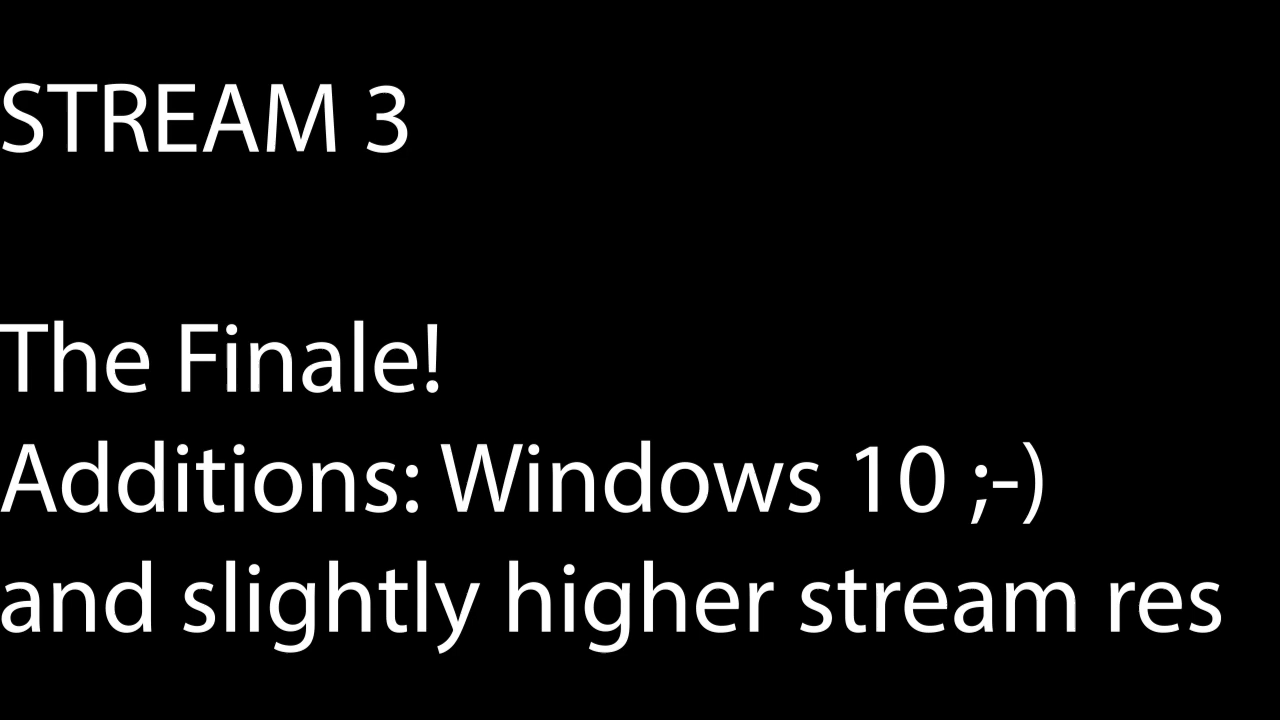 STREAM 3
The Finale!
Additions: Windows 10 ;-)
and slightly higher stream res